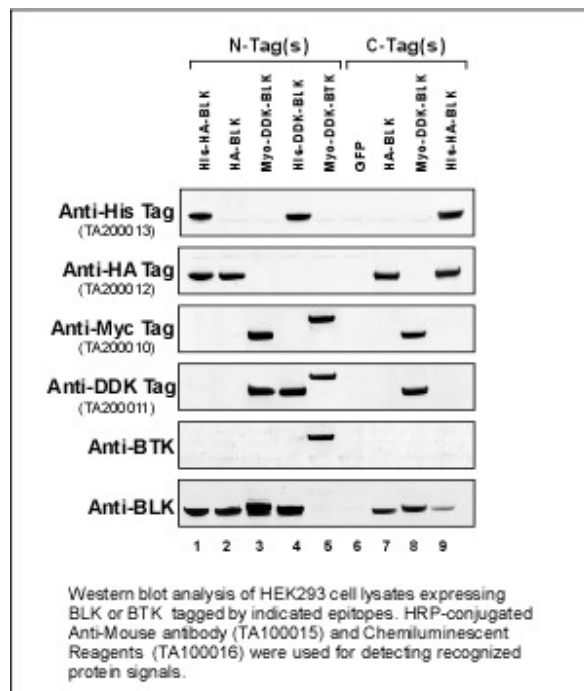 N-Tag(s) C-Tag(s)
His-HA-BLK HA-BLK Myo-DDK-BLK His-DDK-BLK Myo-DDK-BTK GFP HA-BLK Myo-DDK-BLK His-HA-BLK
Anti-His Tag
(TA200013)
Anti-HA Tag
(TA200012)
Anti-Myc Tag
(TA200010)
Anti-DDK Tag
(TA200011)
Anti-BTK
Anti-BLK
1 2 3 4 5 6 7 8 9
Western blot analysis of HEK293 cell lysates expressing
BLK or BTK tagged by indicated epitopes. HRP-conjugated
Anti-Mouse antibody (TA100015) and Chemiluminescent
Reagents (TA100016) were used for detecting recognized
protein signals.